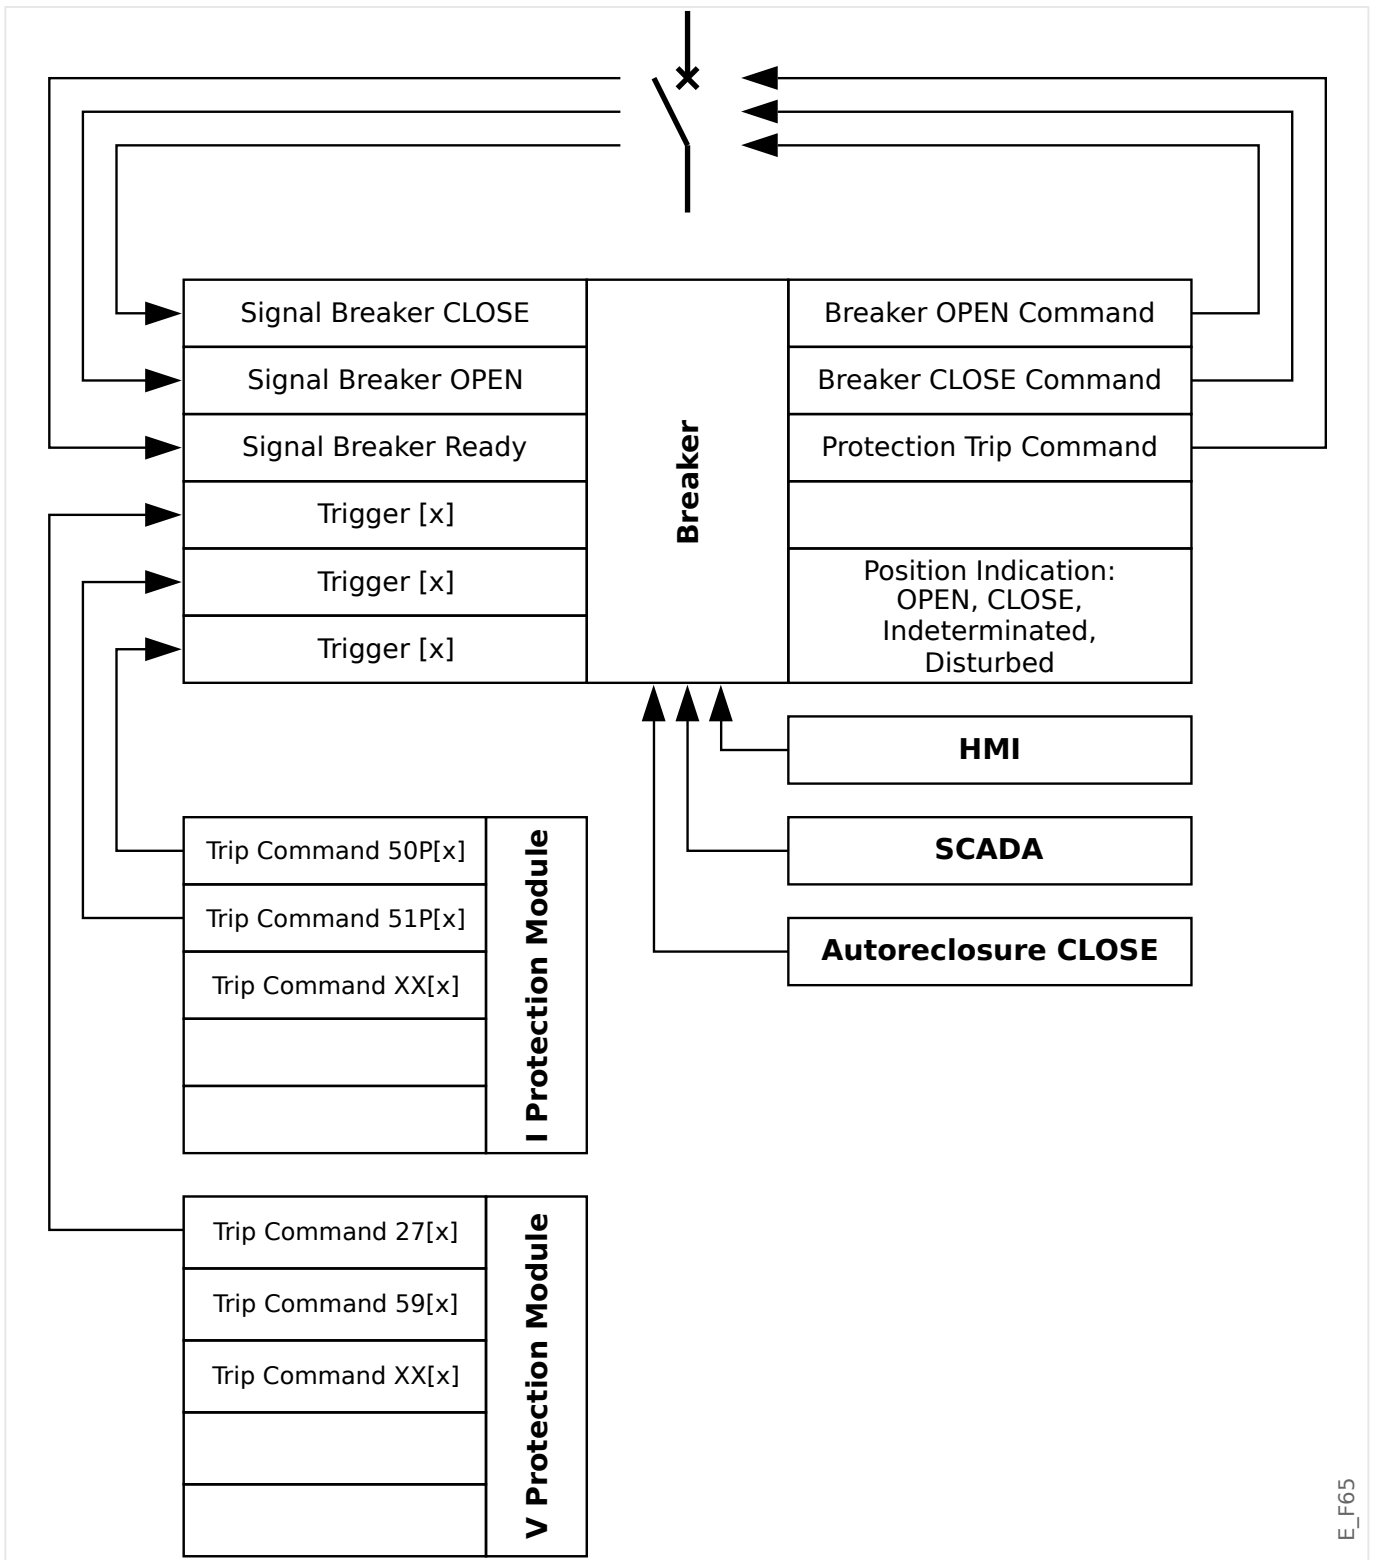 Signal Breaker CLOSE
Signal Breaker OPEN
Signal Breaker Ready
Trigger [x]
Trigger [x]
Trigger [x]
Breaker
Breaker OPEN Command
Breaker CLOSE Command
Protection Trip Command
Position Indication:
OPEN, CLOSE,
Indeterminated,
Disturbed
HMI
SCADA
Autoreclosure CLOSE
Trip Command 50P[x]
Trip Command 51P[x]
Trip Command XX[x]
I Protection Module
Trip Command 27[x]
Trip Command 59[x]
Trip Command XX[x]
V Protection Module
E_F65